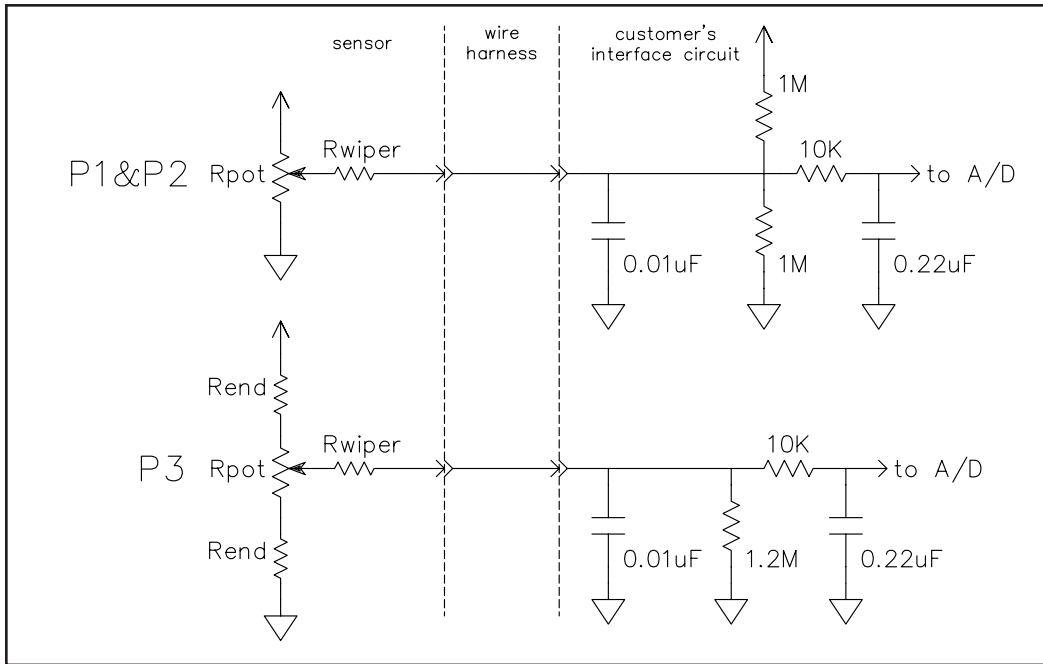 sensor
wire
harness
customer's
interface circuit
1M
P1&P2
Rpot
Rwiper
10K
to A/D
0.01uF
1M
0.22uF
Rend
P3
Rpot
Rwiper
10K
to A/D
Rend
0.01uF
1.2M
0.22uF